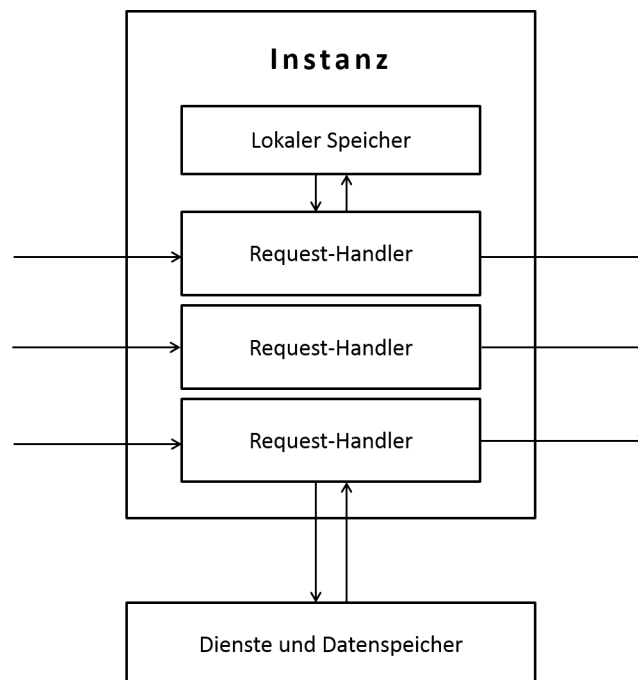 Instanz
Lokaler Speicher
Request-Handler
Request-Handler
Request-Handler
Dienste und Datenspeicher